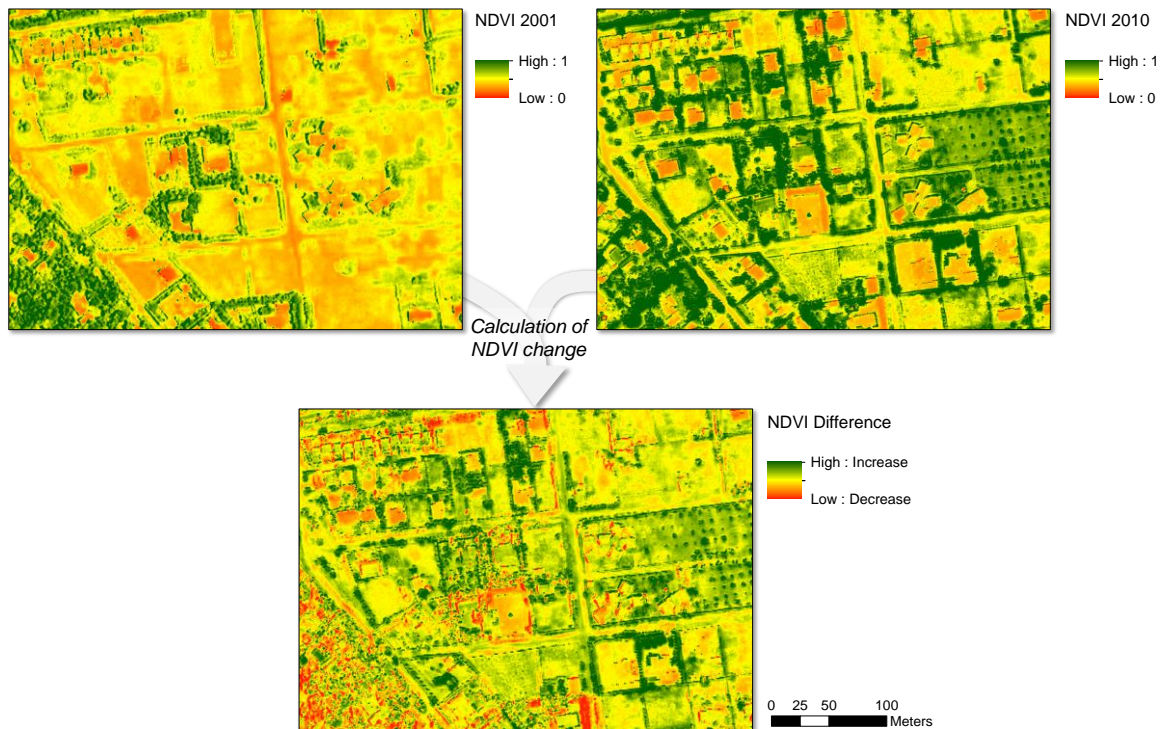 NDVI 2001
High : 1
Low : 0
NDVI 2010
High : 1
Low : 0
Calculation of
NDVI change
NDVI Difference
High : Increase
Low : Decrease
0 25 50 100
Meters